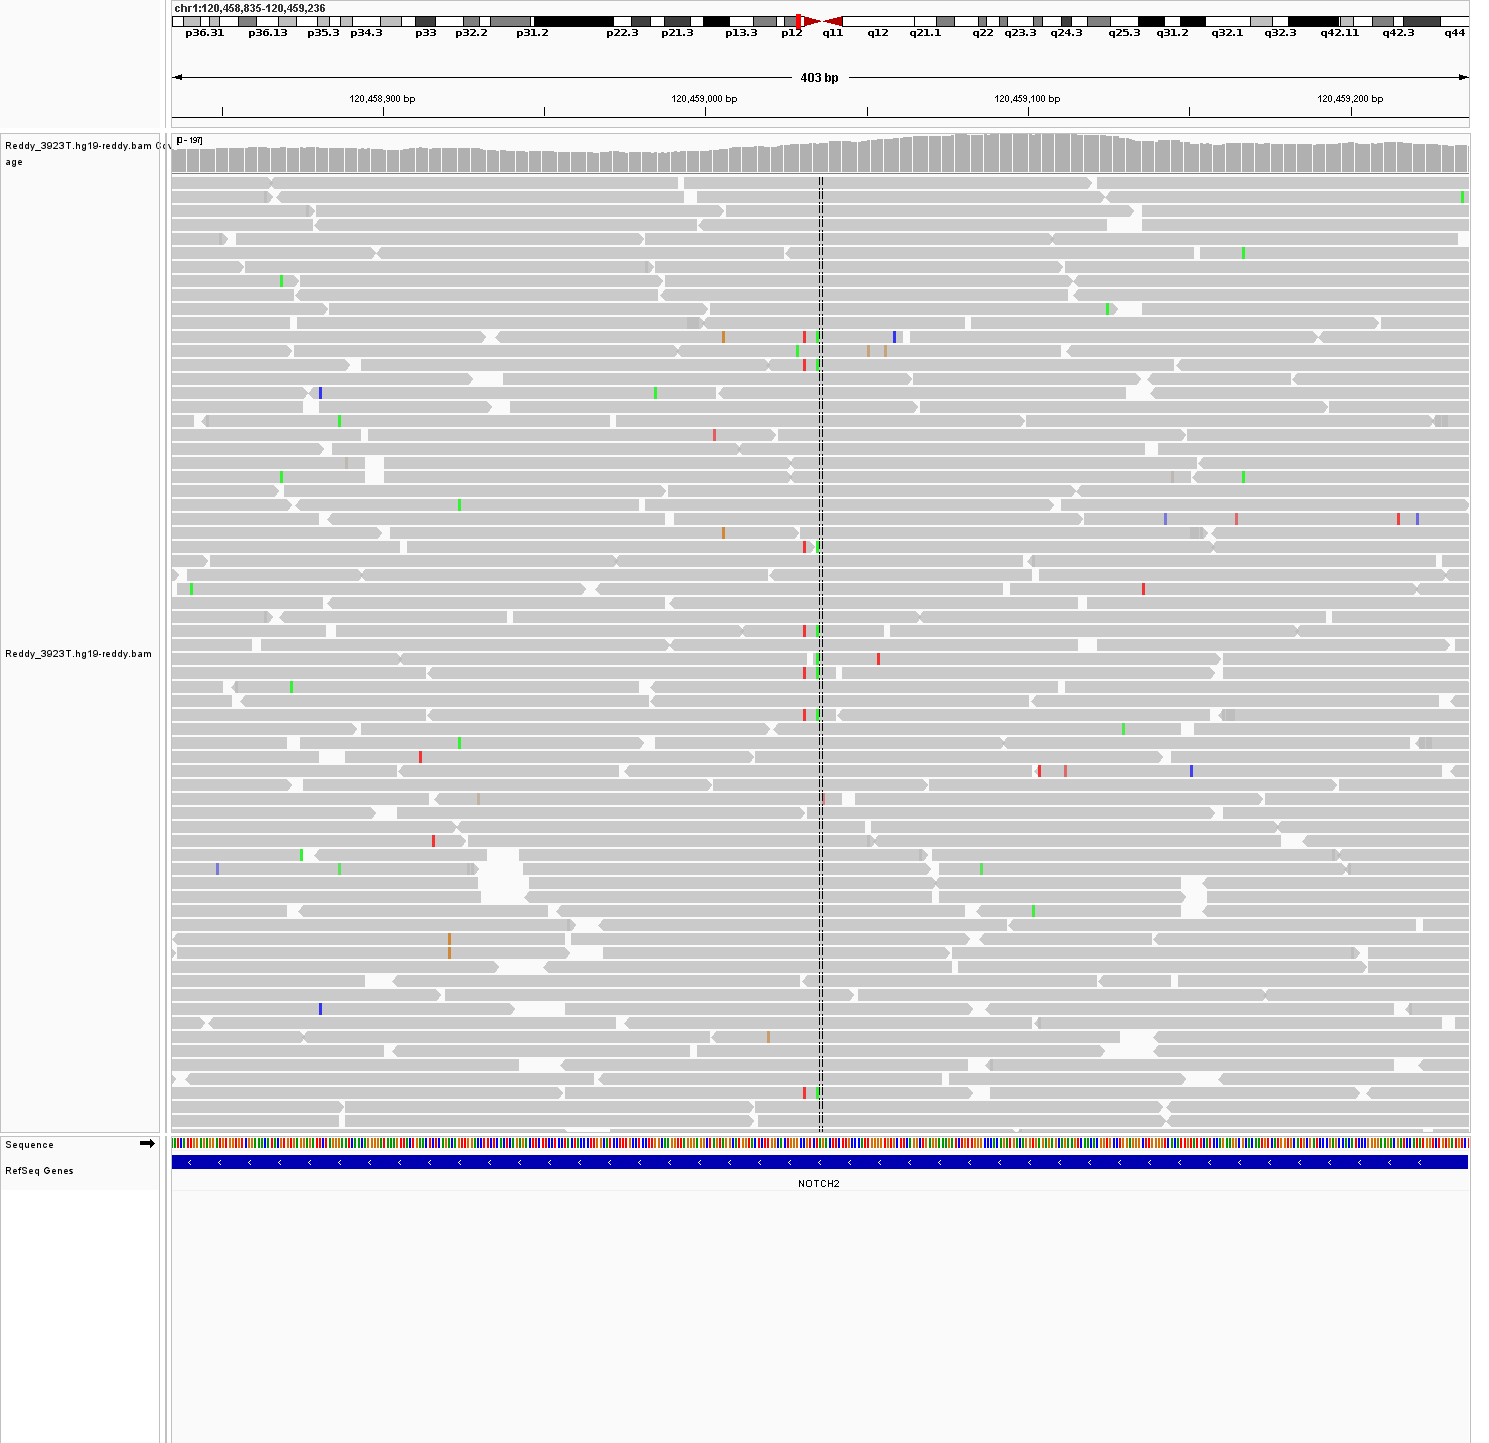 chr1:120,458,835-120,459,236
p36.31 p36.13 p35.3 p34.3 p33 p32.2 p31.2 p22.3 p21.3 p13.3 p12 q11 q12 q21.1 q22 q23.3 q24.3 q25.3 q31.2 q32.1 q32.3 q42.11 q42.3 q44
403 bp
120,458,900 bp 120,459,000 bp 120,459,100 bp 120,459,200 bp
Reddy_3923T.hg19-reddy.bam Cov
age
[0 - 197]
Reddy_3923T.hg19-reddy.bam
Sequence
RefSeq Genes
NOTCH2